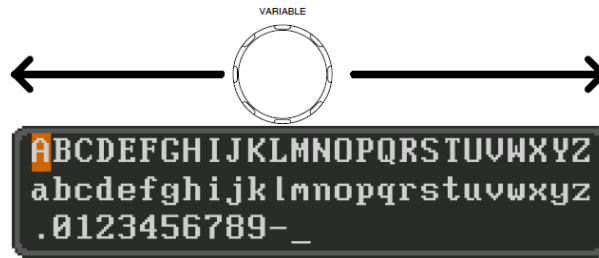 VARIABLE
ABCDEFGHIJKLMNOPQRSTUVWXYZ
abcdefghijklmnopqrstuvwxyz
.0123456789-_